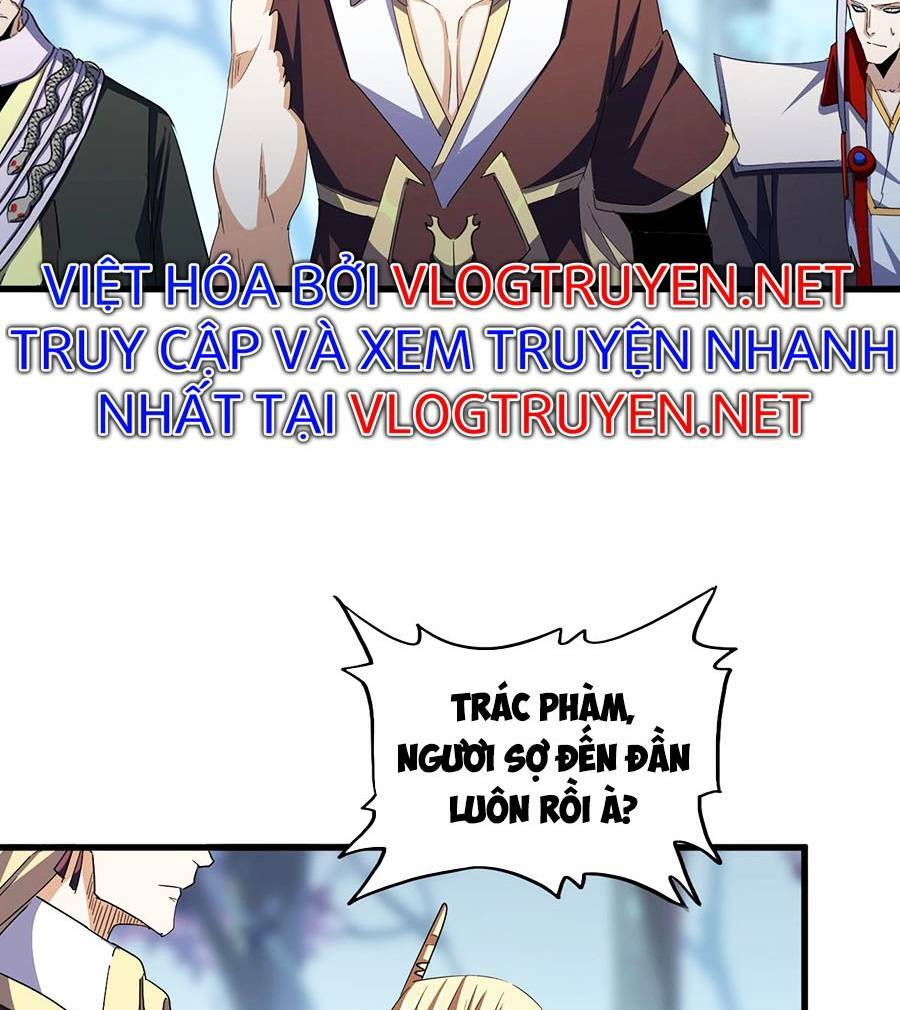 VIỆT HÓA BỞI VLOGTRUYEN.NET
TRUY CẬP VÀ XEM TRUYỆN NHANH
NHẤT TẠI VLOGTRUYEN.NET
TRÁC PHÀM,
NGƯƠI SỢ ĐẾN ĐẦN
LUÔN RỒI À?